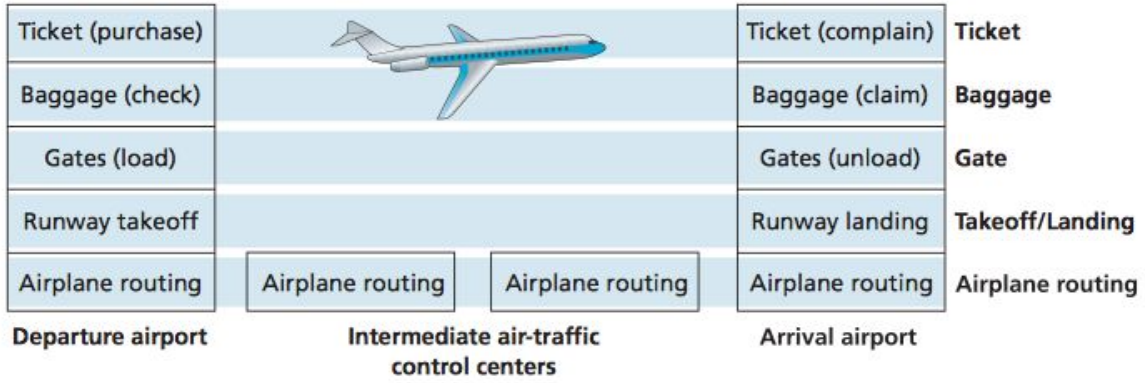 Ticket (purchase)
Ticket (complain)
Ticket
Baggage (check)
Baggage (claim)
Baggage
Gates (load)
Gates (unload)
Gate
Runway takeoff
Runway landing
Takeoff/Landing
Airplane routing
Airplane routing
Airplane routing
Airplane routing
Airplane routing
Departure airport
Intermediate air-traffic
control centers
Arrival airport